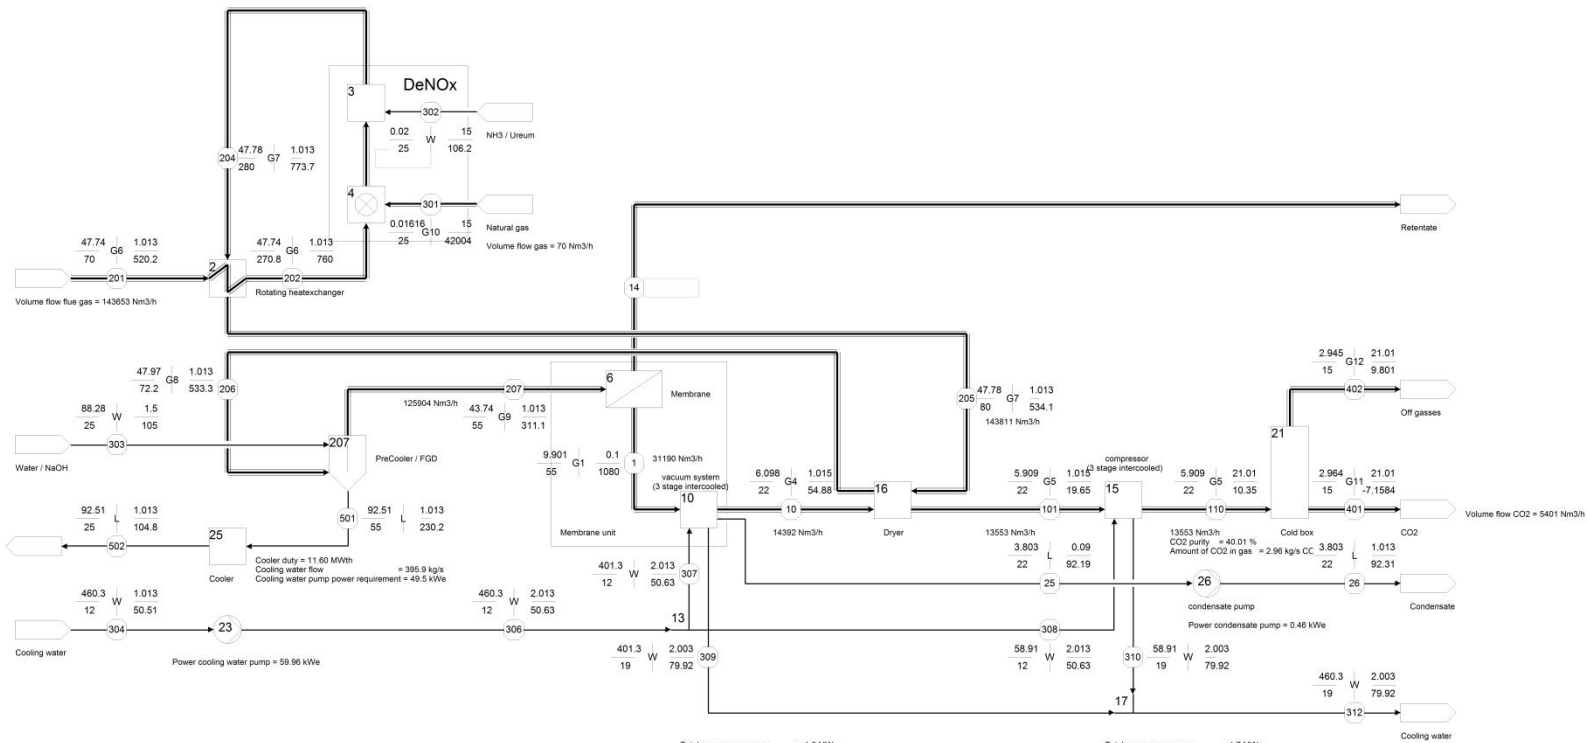 DeNOx
3
302
NH3 / Ureum
0.02
25
W
15
106.2
47.78
280
204
G7
1.013
773.7
4
301
Natural gas
0.01616
25
G10
15
42004
Volume flow gas = 70 Nm3/h
47.74
70
G6
1.013
520.2
201
Volume flow flue gas = 143653 Nm3/h
2
Rotating heatexchanger
47.74
270.8
G6
1.013
760
202
Retentate
14
47.97
72.2
G8
1.013
533.3
206
88.28
25
W
1.5
105
303
Water / NaOH
207
PreCooler / FGD
125904 Nm3/h
207
43.74
55
G9
1.013
311.1
6
Membrane
9.901
55
G1
0.1
1080
1
31190 Nm3/h
vacuum system
(3 stage intercooled)
10
Membrane unit
6.098
22
G4
1.015
54.88
10
14392 Nm3/h
16
Dryer
205
47.78
80
G7
1.013
534.1
143811 Nm3/h
5.909
22
G5
1.015
19.65
101
13553 Nm3/h
compressor
(3 stage intercooled)
15
5.909
22
G5
21.01
10.35
110
13553 Nm3/h
CO2 purity = 40.01 %
Amount of CO2 in gas = 2.96 kg/s CC
21
Cold box
2.945
15
G12
21.01
9.801
402
Off gasses
2.964
15
G11
21.01
-7.1584
401
CO2
Volume flow CO2 = 5401 Nm3/h
92.51
25
L
1.013
104.8
502
25
Cooler
501
92.51
55
L
1.013
230.2
Cooler duty = 11.60 MWth
Cooling water flow = 395.9 kg/s
Cooling water pump power requirement = 49.5 kWe
460.3
12
W
1.013
50.51
304
Cooling water
23
Power cooling water pump = 59.96 kWe
460.3
12
W
2.013
50.63
306
401.3
12
W
2.013
50.63
307
13
3.803
22
L
0.09
92.19
25
26
condensate pump
Power condensate pump = 0.46 kWe
3.803
22
L
1.013
92.31
26
Condensate
308
401.3
19
W
2.003
79.92
309
58.91
12
W
2.013
50.63
310
58.91
19
W
2.003
79.92
17
460.3
19
W
2.003
79.92
312
Cooling water